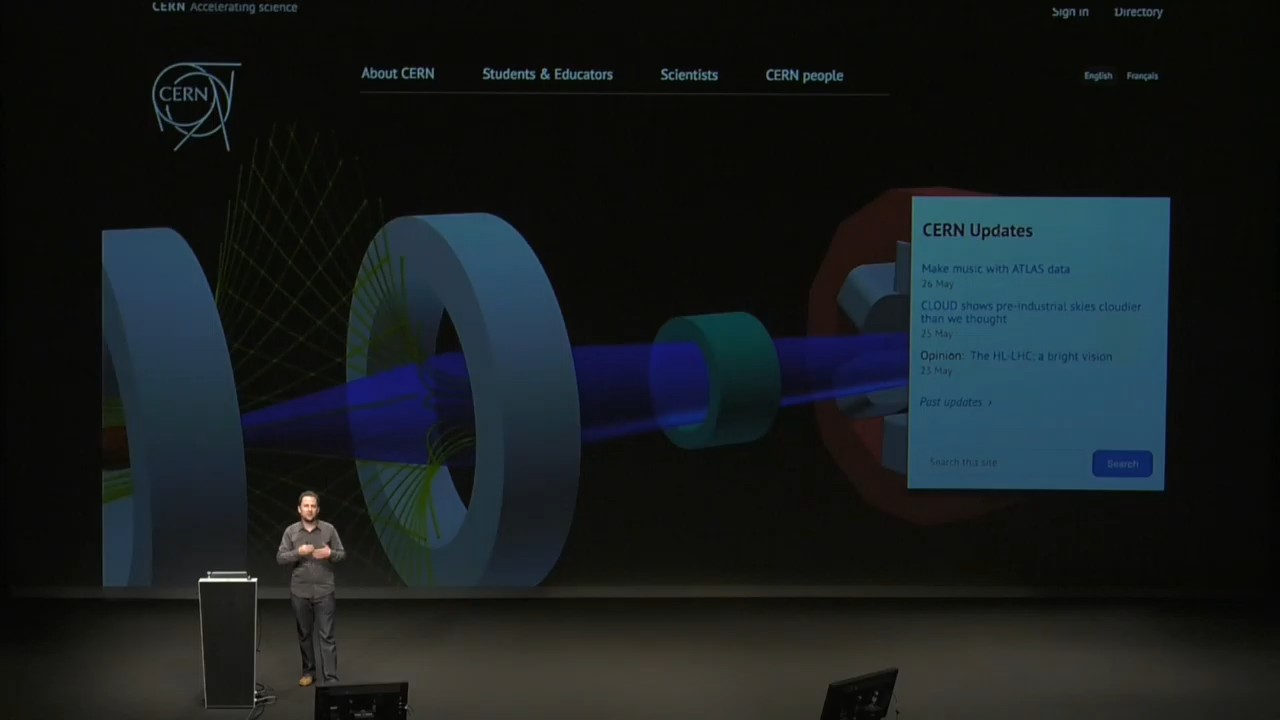 CERN Accelerating science
Sign in Directory
CERN
About CERN Students & Educators Scientists CERN people
English Français
CERN Updates
Make music with ATLAS data
26 May
CLOUD shows pre-industrial skies cloudier
than we thought
25 May
Opinion: The HL-LHC: a bright vision
23 May
Past updates ›
Search this site
Search